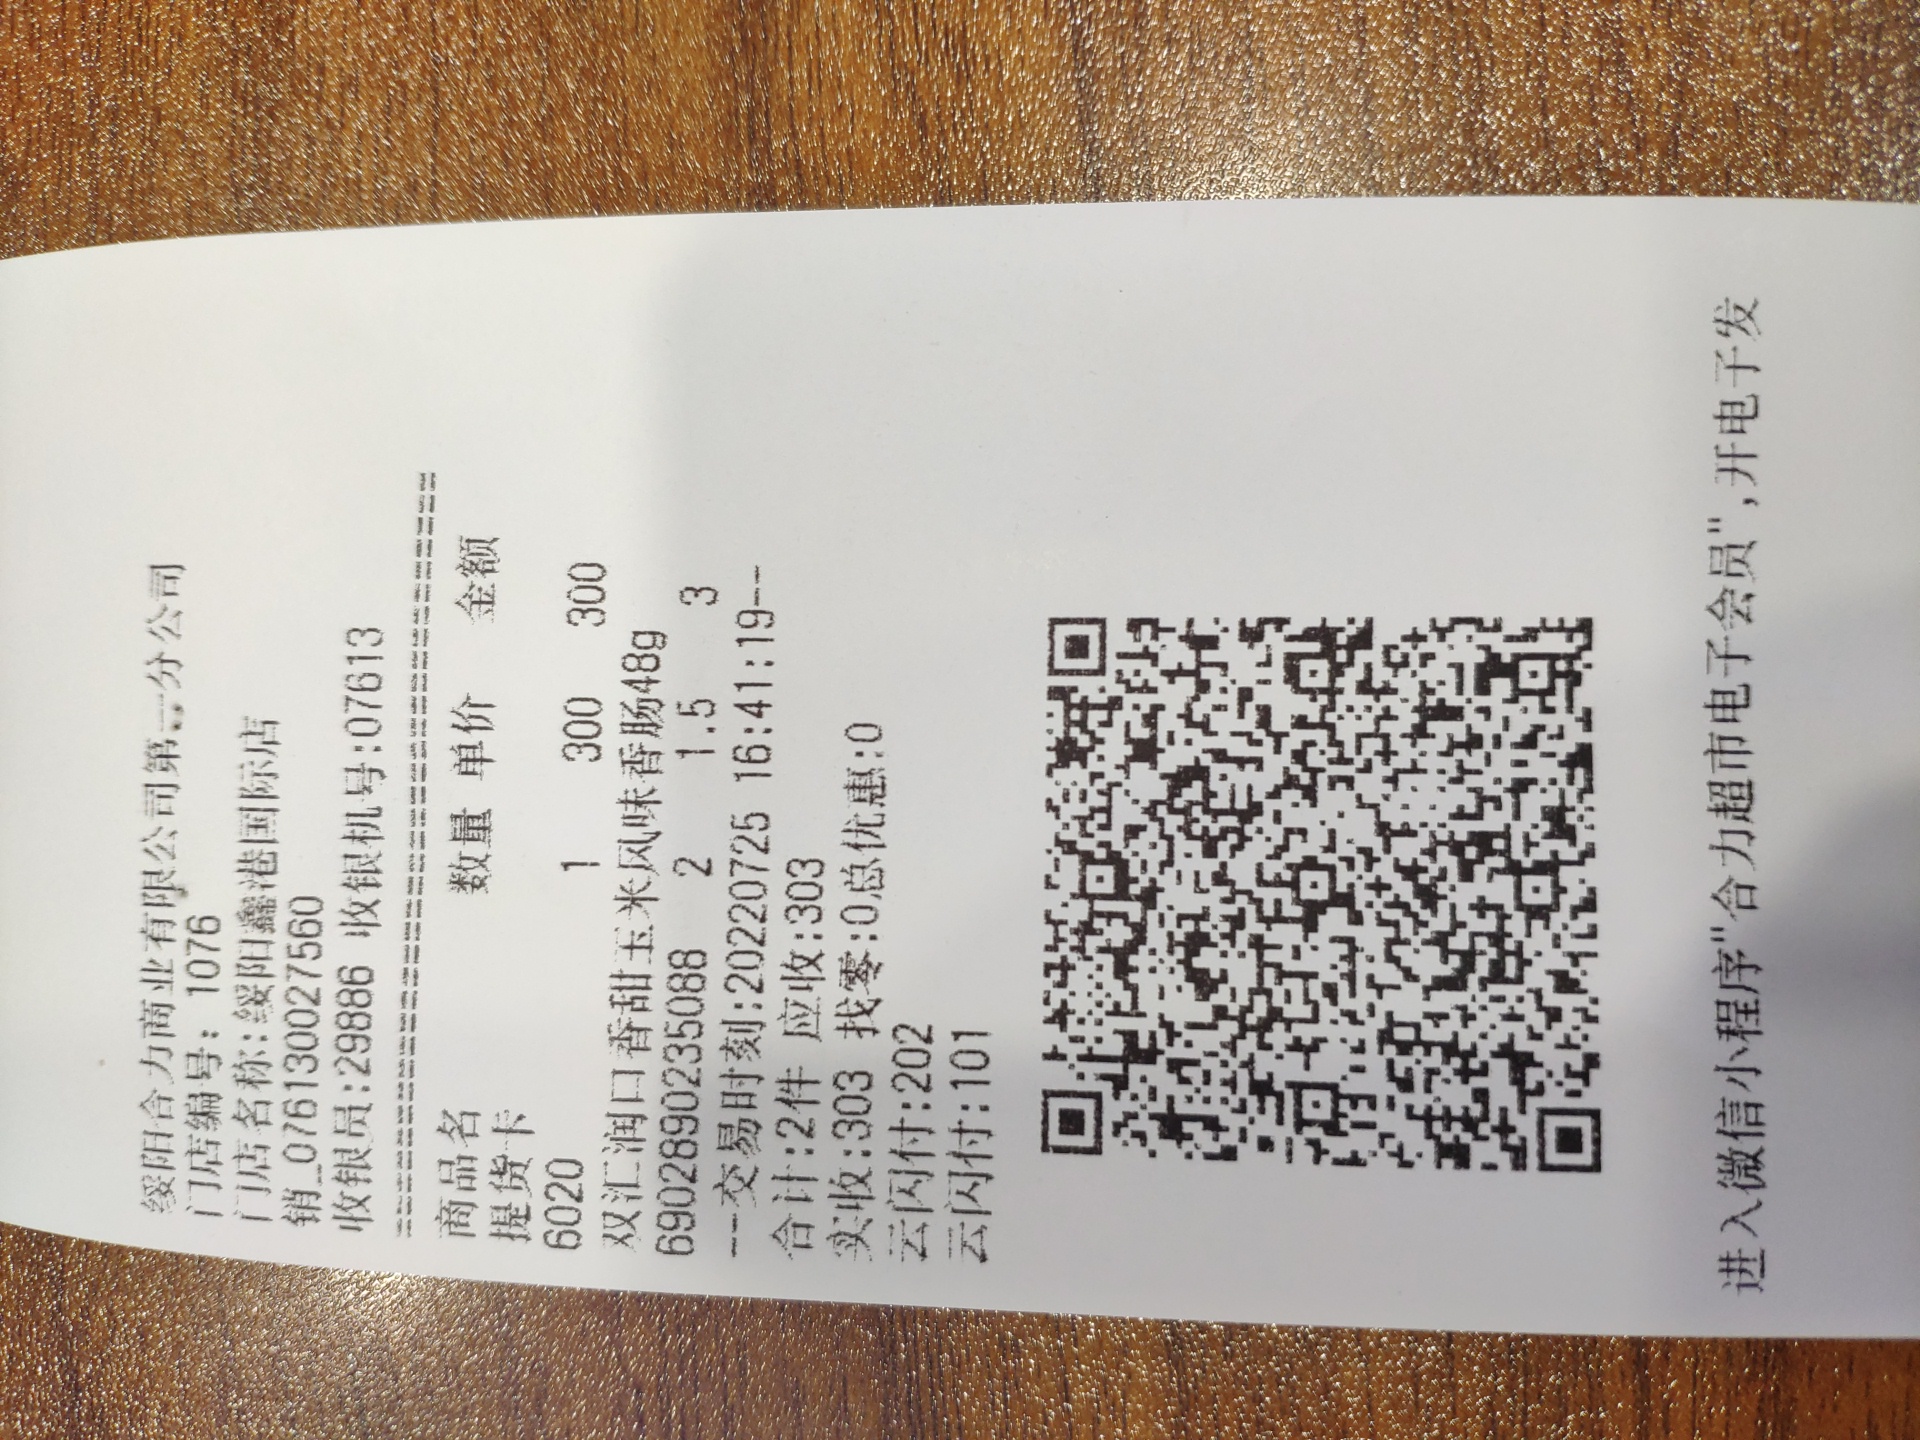 绥阳合力商业有限公司第一分公司
门店编号: 1076
门店名称:绥阳鑫港国际店
销_076130027560
收银员:29886 收银机号:07613
商品名 数量 单价 金额
提货卡
6020 1 300 300
双汇润口香甜玉米风味香肠48g
6902890235088 2 1.5 3
--交易时刻:20220725 16:41:19--
合计:2件 应收:303
实收:303 找零:0总优惠:0
云闪付:202
云闪付:101
进入微信小程序"合力超市电子会员",开电子发